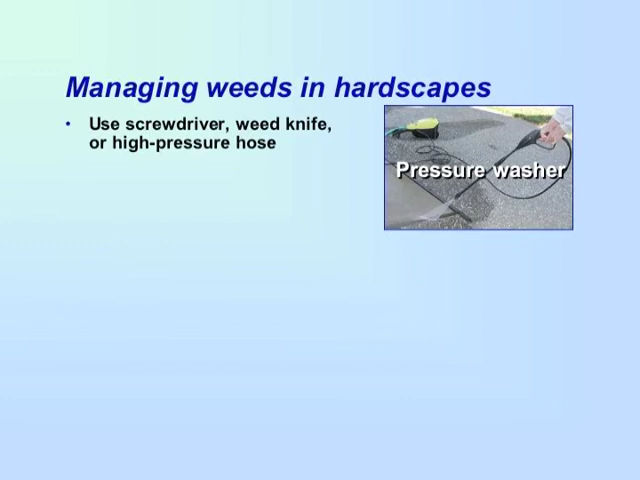 Managing weeds in hardscapes
• Use screwdriver, weed knife,
or high-pressure hose
Pressure washer